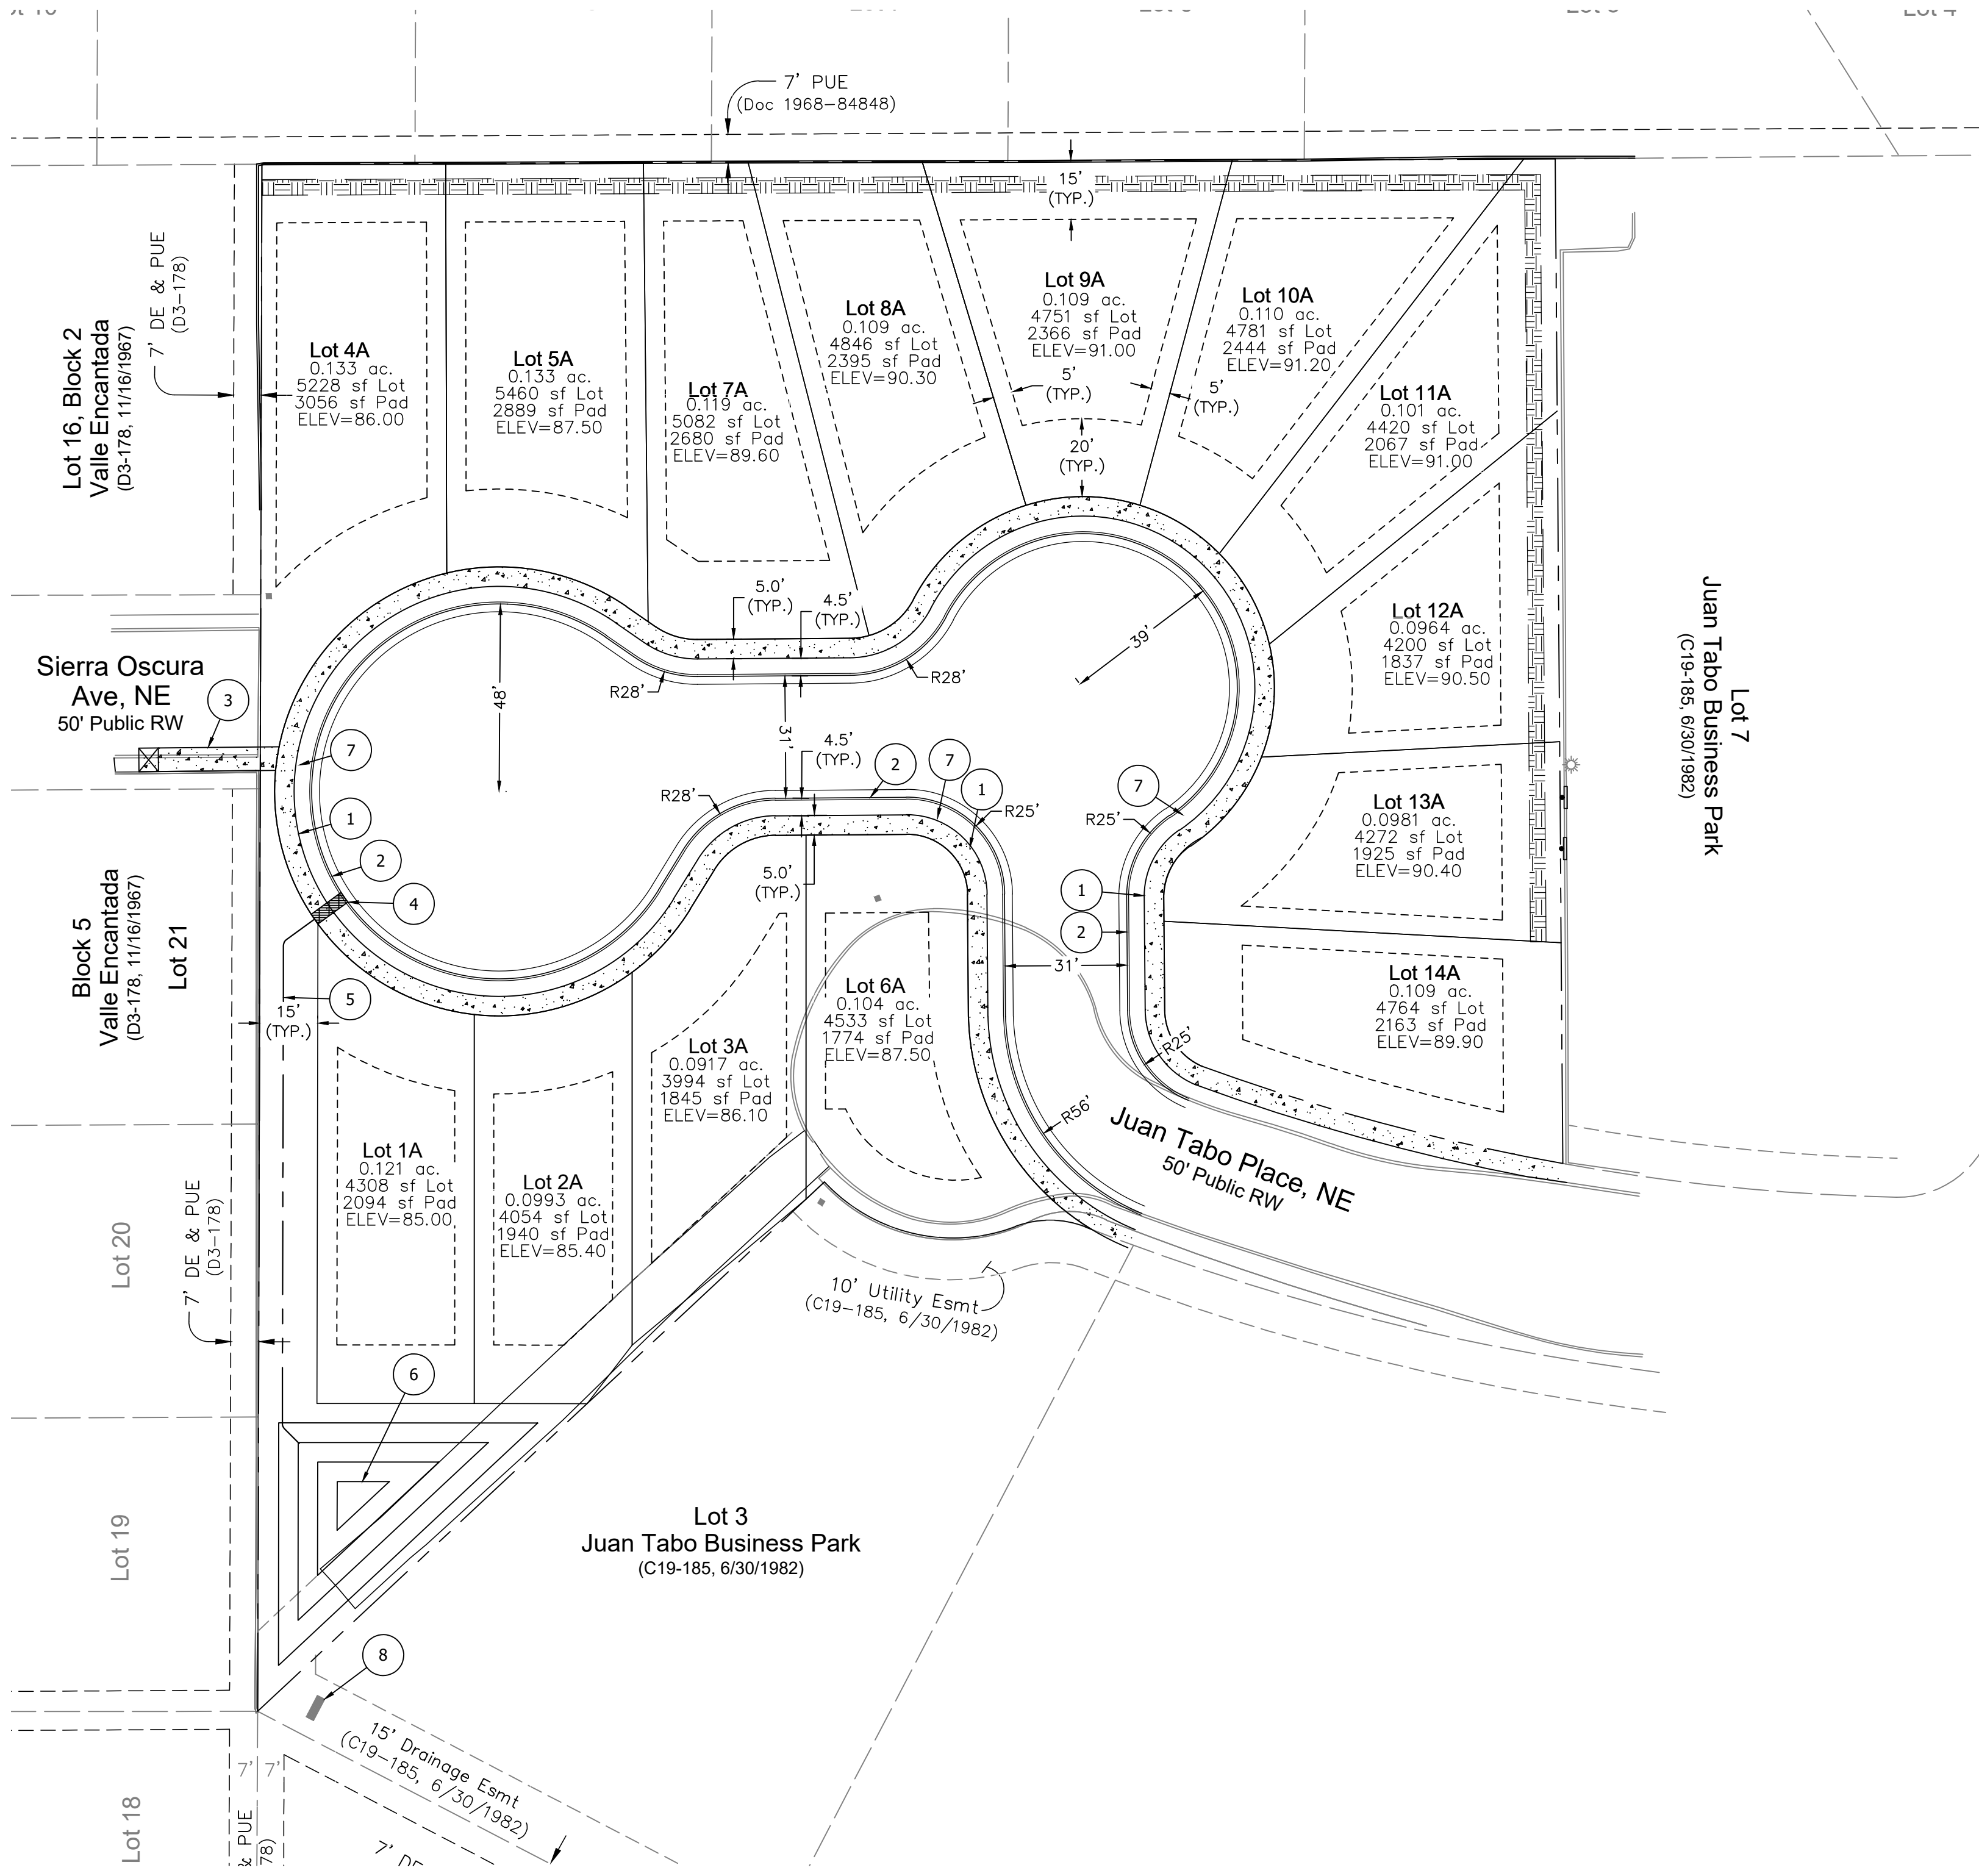 7' PUE
(Doc 1968-84848)
15'
(TYP.)
7' DE & PUE
(D3-178)
Lot 16, Block 2
Valle Encantada
(D3-178, 11/16/1967)
Lot 4A
0.133 ac.
5228 sf Lot
3056 sf Pad
ELEV=86.00
Lot 5A
0.133 ac.
5460 sf Lot
2889 sf Pad
ELEV=87.50
Lot 7A
0.119 ac.
5082 sf Lot
2680 sf Pad
ELEV=89.60
Lot 8A
0.109 ac.
4846 sf Lot
2395 sf Pad
ELEV=90.30
Lot 9A
0.109 ac.
4751 sf Lot
2366 sf Pad
ELEV=91.00
5'
(TYP.)
20'
(TYP.)
Lot 10A
0.110 ac.
4781 sf Lot
2444 sf Pad
ELEV=91.20
5'
(TYP.)
Lot 11A
0.101 ac.
4420 sf Lot
2067 sf Pad
ELEV=91.00
Lot 12A
0.0964 ac.
4200 sf Lot
1837 sf Pad
ELEV=90.50
Lot 7
Juan Tabo Business Park
(C19-185, 6/30/1982)
5.0'
(TYP.)
4.5'
(TYP.)
39'
R28'
R28'
48'
31'
Sierra Oscura
Ave, NE
50' Public RW
3
7
4.5'
(TYP.)
2
7
1
R28'
R25'
7
R25'
1
2
4
5.0'
(TYP.)
1
2
31'
Lot 13A
0.0981 ac.
4272 sf Lot
1925 sf Pad
ELEV=90.40
Lot 14A
0.109 ac.
4764 sf Lot
2163 sf Pad
ELEV=89.90
Block 5
Valle Encantada
(D3-178, 11/16/1967)
Lot 21
5
15'
(TYP.)
Lot 6A
0.104 ac.
4533 sf Lot
1774 sf Pad
ELEV=87.50
Lot 3A
0.0917 ac.
3994 sf Lot
1845 sf Pad
ELEV=86.10
R25'
R56'
Juan Tabo Place, NE
50' Public RW
Lot 1A
0.121 ac.
4308 sf Lot
2094 sf Pad
ELEV=85.00
Lot 2A
0.0993 ac.
4054 sf Lot
1940 sf Pad
ELEV=85.40
Lot 20
7' DE & PUE
(D3-178)
10' Utility Esmt
(C19-185, 6/30/1982)
6
Lot 19
Lot 3
Juan Tabo Business Park
(C19-185, 6/30/1982)
8
15' Drainage Esmt
(C19-185, 6/30/1982)
7' 7'
Lot 18
& PUE
78)
7'